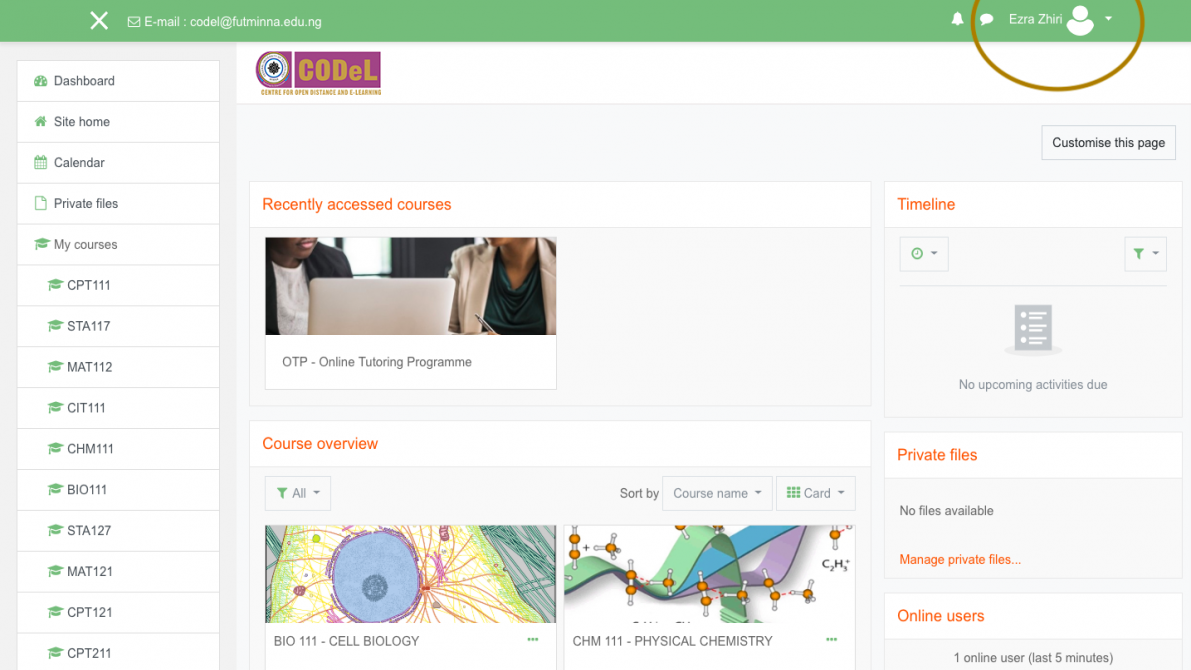 E-mail : codel@futminna.edu.ng
Ezra Zhiri
Dashboard
Site home
Calendar
Private files
My courses
CPT111
STA117
MAT112
CIT111
CHM111
BIO111
STA127
MAT121
CPT121
CPT211
CODeL
CENTRE FOR OPEN DISTANCE AND E-LEARNING
Customise this page
Recently accessed courses
OTP - Online Tutoring Programme
Course overview
All
Sort by Course name
Card
C₂H₃⁺
BIO 111 - CELL BIOLOGY
CHM 111 - PHYSICAL CHEMISTRY
Timeline
No upcoming activities due
Private files
No files available
Manage private files...
Online users
1 online user (last 5 minutes)